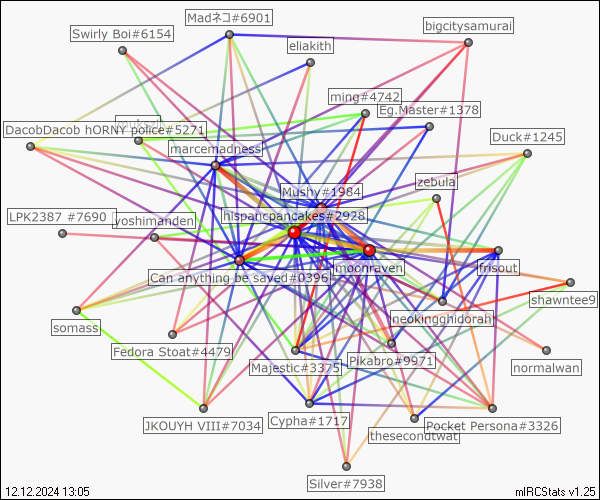 Madネコ#6901
bigcitysamurai
Swirly Boi#6154
eliakith
ming#4742
Eg.Master#1378
DacobDacob hORNY police#5271
Duck#1245
marcemadness
zebula
Mushy#1984
LPK2387 #7690
yoshimanden
hispancpancakes#2928
moonraven
frisout
Can anything be saved#0396
shawntee9
somass
neokingghidorah
Fedora Stoat#4479
Majestic#3375
Pikabro#9971
normalwan
JKOUYH VIII#7034
Cypha#1717
thesecondtwat
Pocket Persona#3326
Silver#7938
12.12.2024 13:05
mIRCStats v1.25